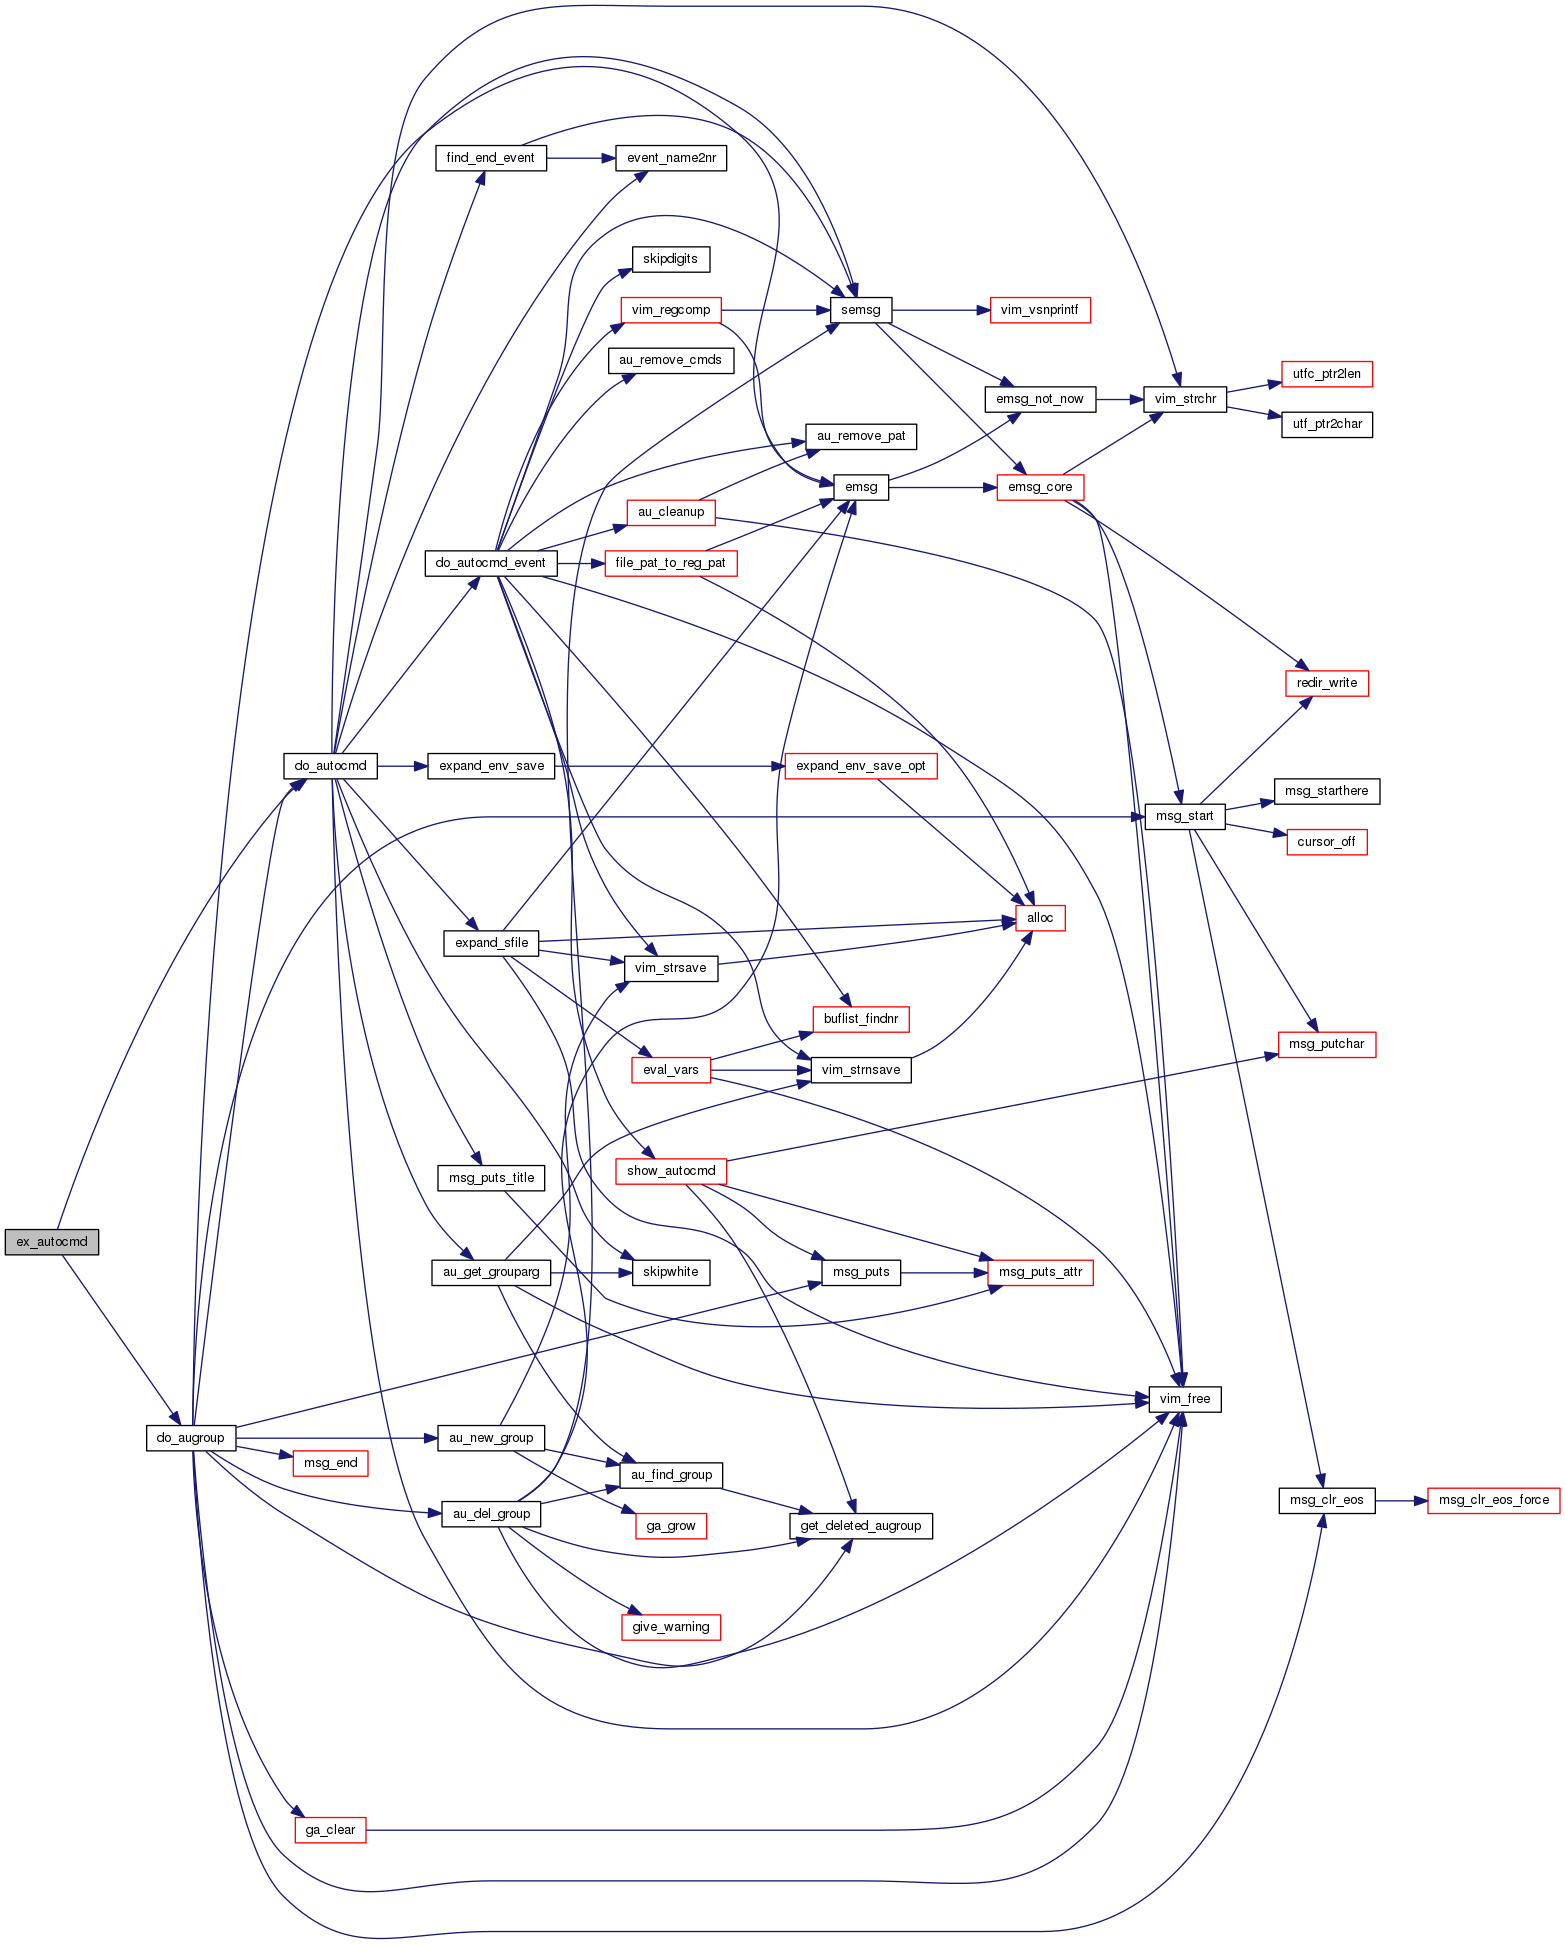 find_end_event
event_name2nr
skipdigits
vim_regcomp
semsg
vim_vsnprintf
au_remove_cmds
utfc_ptr2len
emsg_not_now
vim_strchr
utf_ptr2char
au_remove_pat
emsg
emsg_core
au_cleanup
do_autocmd_event
file_pat_to_reg_pat
redir_write
do_autocmd
expand_env_save
expand_env_save_opt
msg_starthere
msg_start
cursor_off
alloc
expand_sfile
vim_strsave
buflist_findnr
msg_putchar
eval_vars
vim_strnsave
show_autocmd
msg_puts_title
ex_autocmd
au_get_grouparg
skipwhite
msg_puts
msg_puts_attr
vim_free
do_augroup
au_new_group
msg_end
au_find_group
msg_clr_eos
msg_clr_eos_force
au_del_group
ga_grow
get_deleted_augroup
give_warning
ga_clear